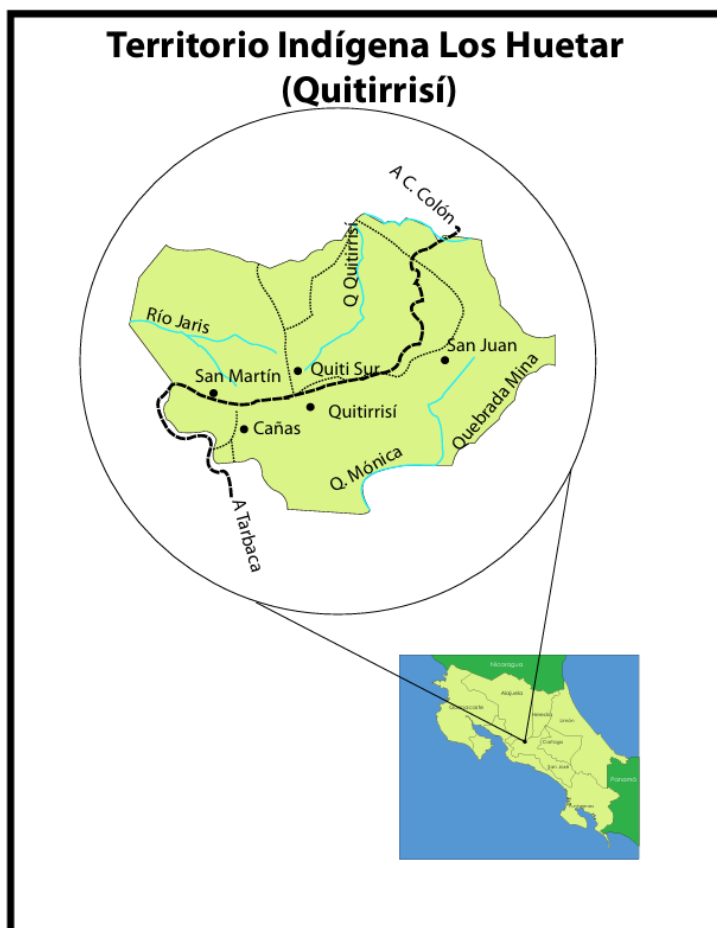 Territorio Indígena Los Huetar
(Quitirrisí)
A C. Colón
Q Quitirrisí
Río Jaris
San Juan
Quiti Sur
San Martín
Quitirrisí
Cañas
Quebrada Mina
Q. Mónica
A Tarbaca
Nicaragua
Alajuela
Guanacaste
Heredia
Limón
Cartago
San José
Panamá